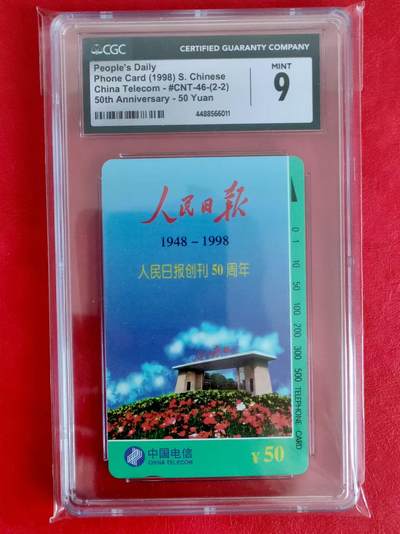 CGC
CERTIFIED GUARANTY COMPANY
People's Daily
Phone Card (1998) S. Chinese
China Telecom - #CNT-46-(2-2)
50th Anniversary - 50 Yuan
MINT
9
4488566011
人民日报
1948 - 1998
人民日报创刊 50 周年
0 1 10 50 100 200 300 500 TELEPHONE CARD
中国电信
CHINA TELECOM
¥ 50